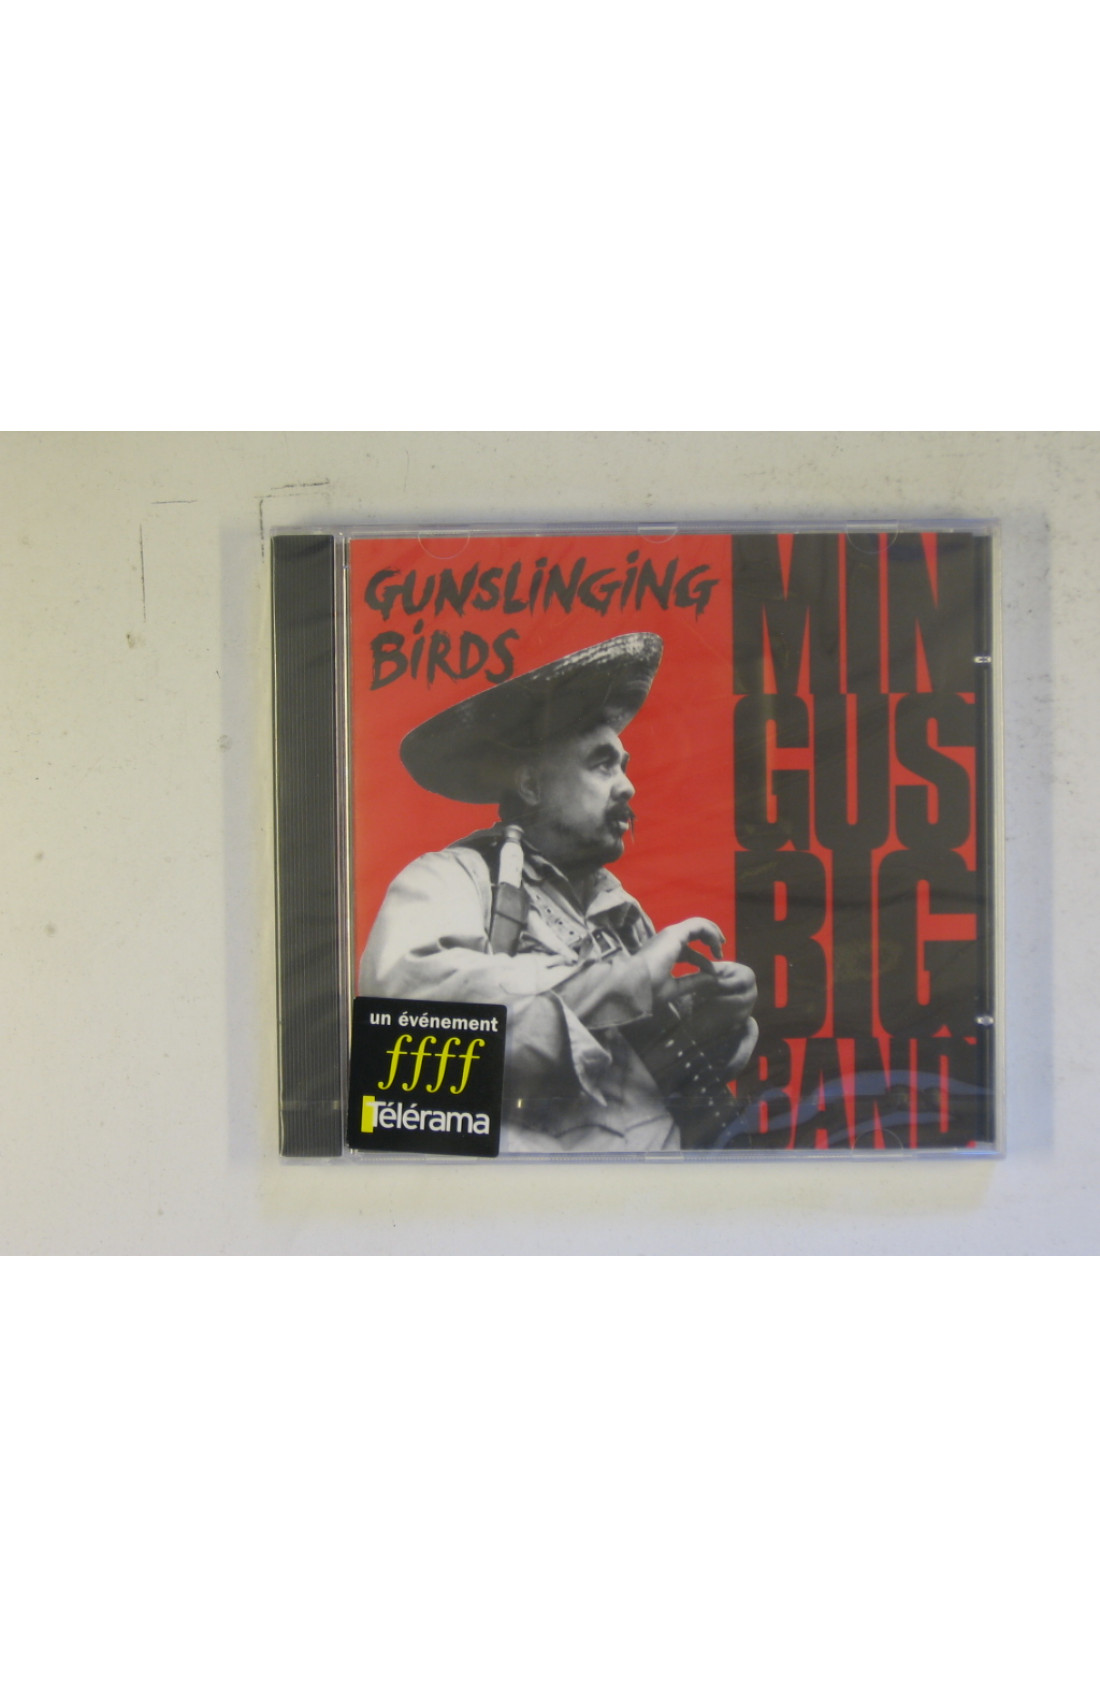 GUNSLiNGiNG
BiRDS
MIN
GUS
BIG
BAND
un événement
ffff
Télérama